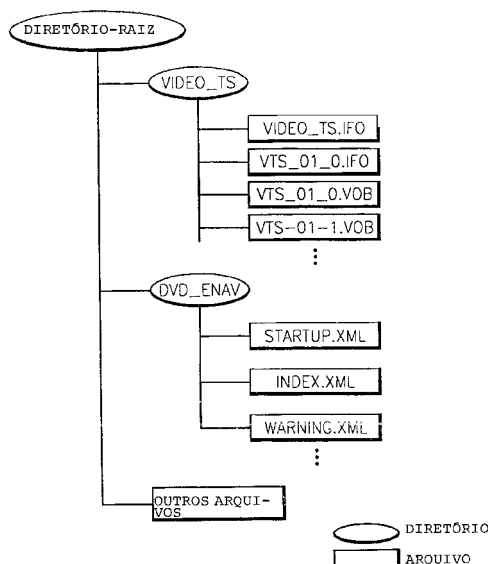 DIRETÓRIO-RAIZ
VIDEO_TS
VIDEO_TS.IFO
VTS_01_0.IFO
VTS_01_0.VOB
VTS-01-1.VOB
DVD_ENAV
STARTUP.XML
INDEX.XML
WARNING.XML
OUTROS ARQUI-
VOS
DIRETÓRIO
ARQUIVO